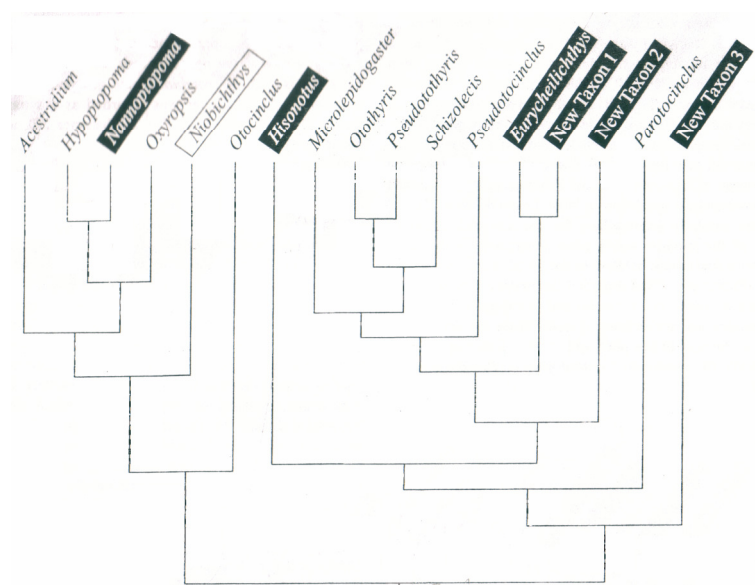 Acestridium
Hypoptopoma
Nannoptopoma
Oxyropsis
Niobichthys
Otocinclus
Hisonotus
Microlepidogaster
Otothyris
Pseudotothyris
Schizolecis
Pseudotocinclus
Eurycheilichthys
New Taxon 1
New Taxon 2
Parotocinclus
New Taxon 3